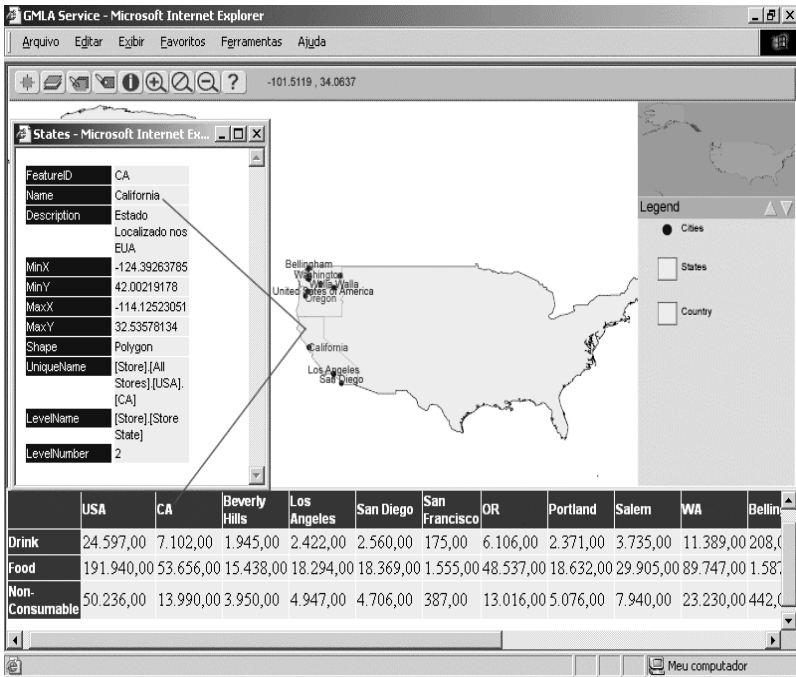 GMLA Service - Microsoft Internet Explorer
Arquivo Editar Exibir Favoritos Ferramentas Ajuda
-101.5119 , 34.0637
States - Microsoft Internet Ex...
FeatureID CA
Name California
Description Estado
Localizado nos
EUA
MinX -124.39263785
MinY 42.00219178
MaxX -114.12523051
MaxY 32.53578134
Shape Polygon
UniqueName [Store].[All
Stores].[USA].
[CA]
LevelName [Store].[Store
State]
LevelNumber 2
Bellingham
Washington
Walla Walla
United States of America
Oregon
California
Los Angeles
San Diego
Legend
Cities
States
Country
USA CA Beverly Hills Los Angeles San Diego San Francisco OR Portland Salem WA Belling
Drink 24.597,00 7.102,00 1.945,00 2.422,00 2.560,00 175,00 6.106,00 2.371,00 3.735,00 11.389,00 208,(
Food 191.940,00 53.656,00 15.438,00 18.294,00 18.369,00 1.555,00 48.537,00 18.632,00 29.905,00 89.747,00 1.587
Non-Consumable 50.236,00 13.990,00 3.950,00 4.947,00 4.706,00 387,00 13.016,00 5.076,00 7.940,00 23.230,00 442,(
Meu computador